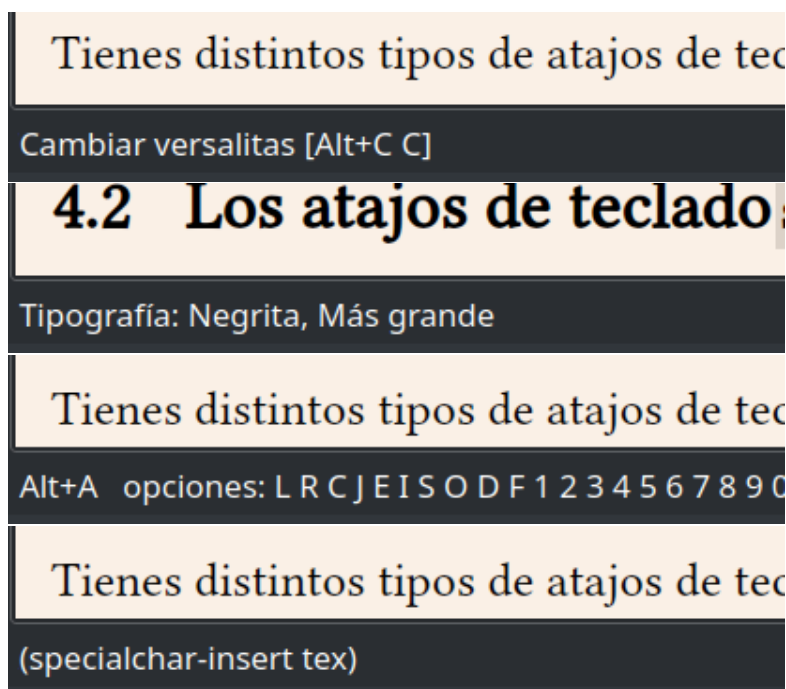 Tienes distintos tipos de atajos de tec
Cambiar versalitas [Alt+C C]
4.2 Los atajos de teclado
Tipografía: Negrita, Más grande
Tienes distintos tipos de atajos de tec
Alt+A opciones: L R C J E I S O D F 1 2 3 4 5 6 7 8 9 0
Tienes distintos tipos de atajos de tec
(specialchar-insert tex)